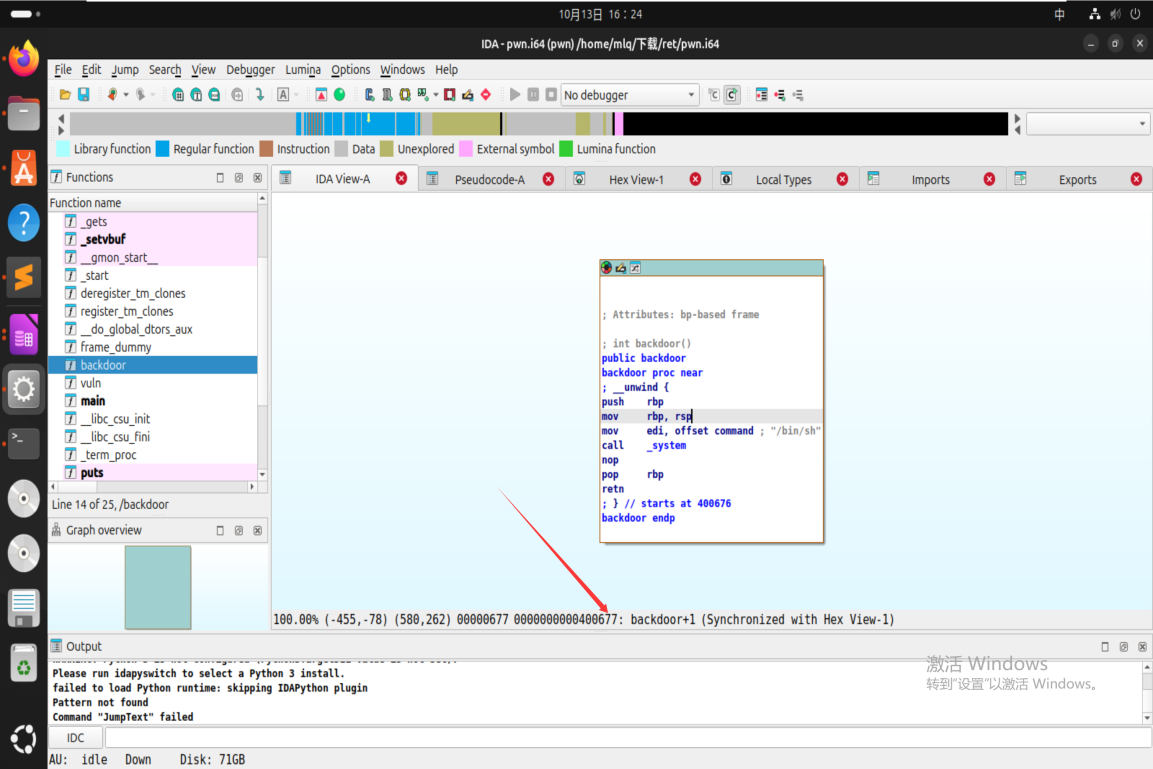 10月13日 16：24
中
IDA - pwn.i64 (pwn) /home/mlq/下载/ret/pwn.i64
File Edit Jump Search View Debugger Lumina Options Windows Help
No debugger
Library function Regular function Instruction Data Unexplored External symbol Lumina function
Functions
IDA View-A Pseudocode-A Hex View-1 Local Types Imports Exports
Function name
_gets
_setvbuf
__gmon_start__
_start
deregister_tm_clones
register_tm_clones
__do_global_dtors_aux
frame_dummy
backdoor
vuln
main
__libc_csu_init
__libc_csu_fini
_term_proc
puts
Line 14 of 25, /backdoor
Graph overview
; Attributes: bp-based frame
; int backdoor()
public backdoor
backdoor proc near
; __unwind {
push rbp
mov rbp, rsp
mov edi, offset command ; "/bin/sh"
call _system
nop
pop rbp
retn
; } // starts at 400676
backdoor endp
100.00% (-455,-78) (580,262) 00000677 0000000000400677: backdoor+1 (Synchronized with Hex View-1)
Output
Please run idapyswitch to select a Python 3 install.
failed to load Python runtime: skipping IDAPython plugin
Pattern not found
Command "JumpText" failed
IDC
AU: idle Down Disk: 71GB
激活 Windows
转到"设置"以激活 Windows。